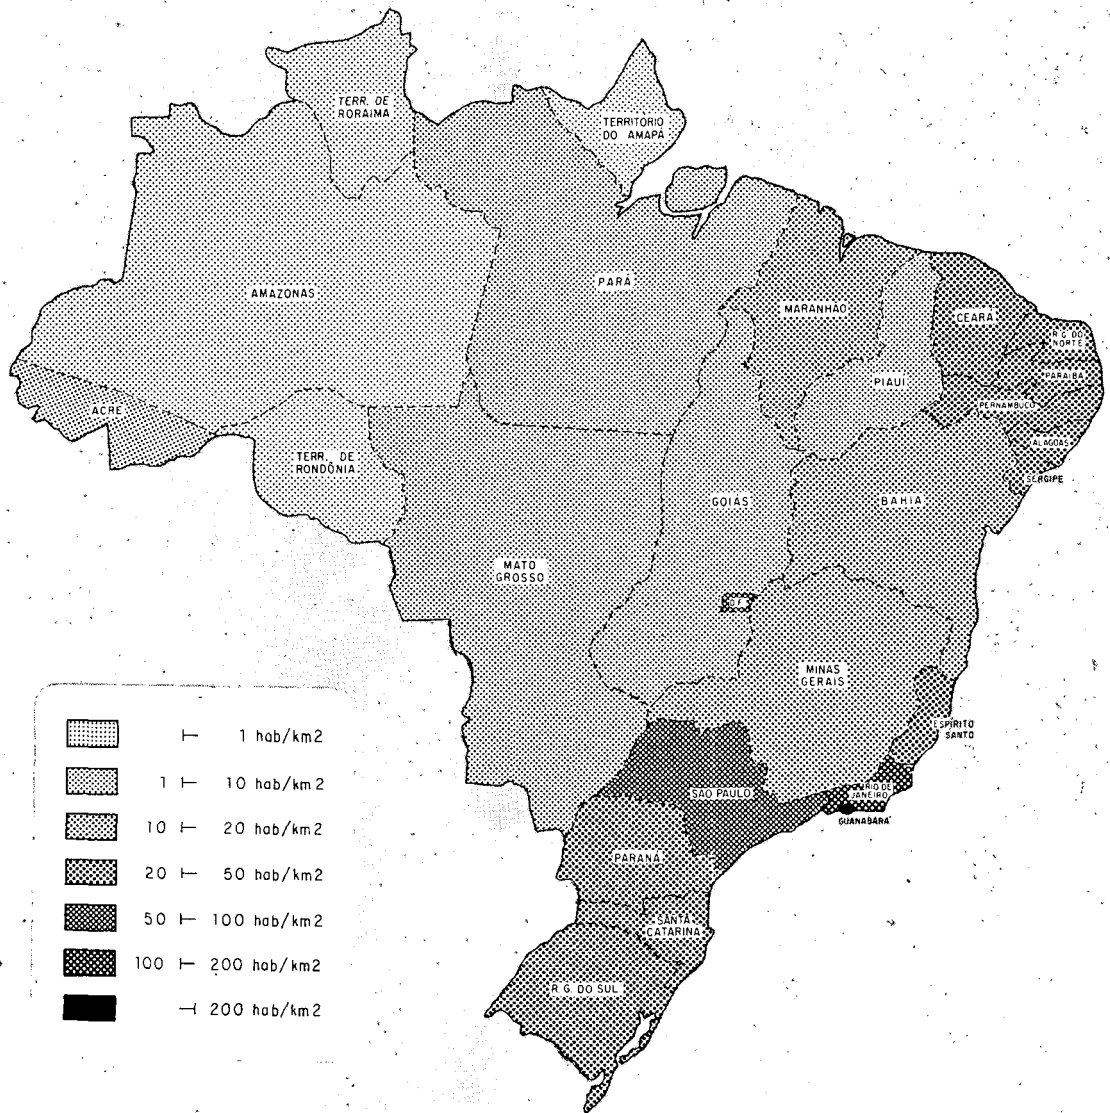 TERR. DE
RORAIMA
TERRITÓRIO
DO AMAPÁ
AMAZONAS
PARÁ
MARANHÃO
CEARÁ
R.G. DO
NORTE
PARAÍBA
PIAUÍ
PERNAMBUCO
ACRE
ALAGOAS
TERR. DE
RONDÔNIA
SERGIPE
GOIÁS
BAHIA
MATO
GROSSO
MINAS
GERAIS
ESPÍRITO
SANTO
SÃO PAULO
RIO DE
JANEIRO
GUANABARA
PARANÁ
SANTA
CATARINA
R G. DO SUL
⊢ 1 hab/km2
1 ⊢ 10 hab/km2
10 ⊢ 20 hab/km2
20 ⊢ 50 hab/km2
50 ⊢ 100 hab/km2
100 ⊢ 200 hab/km2
⊣ 200 hab/km2